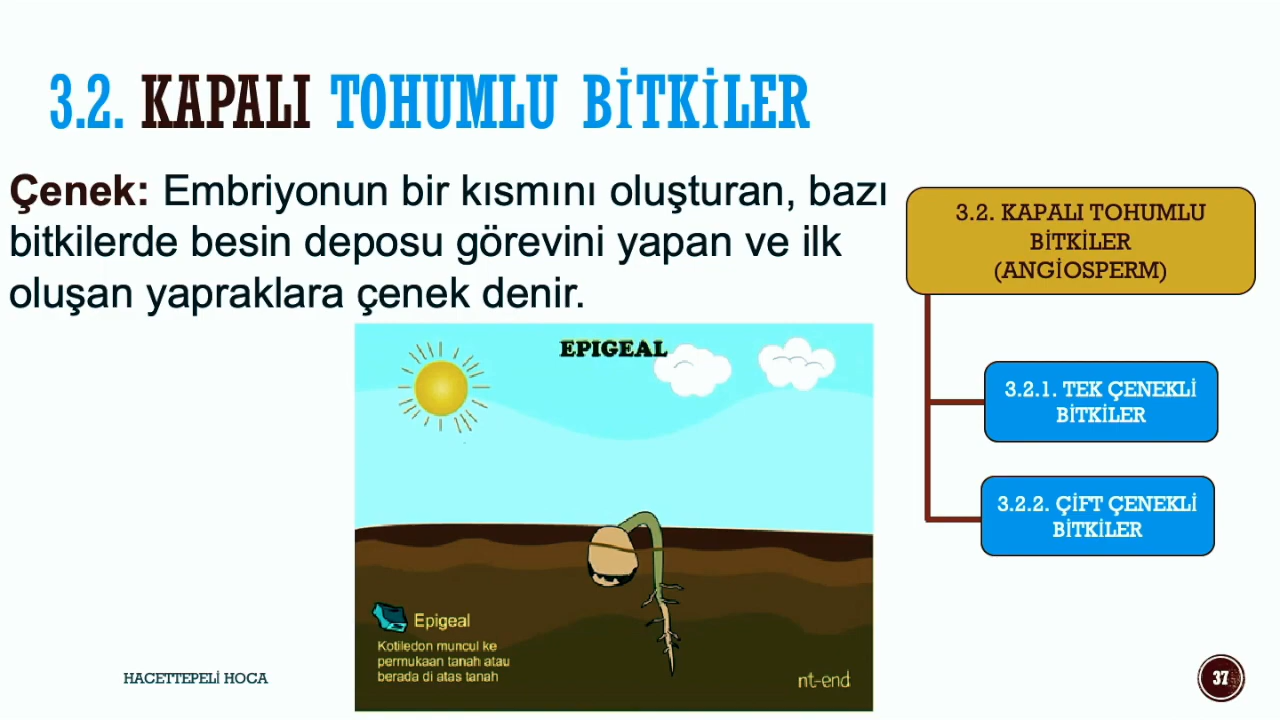 3.2. KAPALI TOHUMLU BİTKİLER
Çenek: Embriyonun bir kısmını oluşturan, bazı
bitkilerde besin deposu görevini yapan ve ilk
oluşan yapraklara çenek denir.
3.2. KAPALI TOHUMLU
BİTKİLER
(ANGİOSPERM)
3.2.1. TEK ÇENEKLİ
BİTKİLER
3.2.2. ÇİFT ÇENEKLİ
BİTKİLER
EPIGEAL
Epigeal
Kotiledon muncul ke
permukaan tanah atau
berada di atas tanah
nt-end
HACETTEPELİ HOCA
37